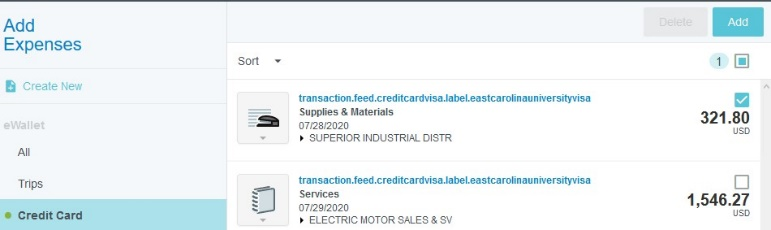 Add
Expenses
Delete
Add
Sort
1
Create New
eWallet
All
Trips
Credit Card
transaction.feed.creditcardvisa.label.eastcarolinauniversityvisa
Supplies & Materials
07/28/2020
SUPERIOR INDUSTRIAL DISTR
321.80
USD
transaction.feed.creditcardvisa.label.eastcarolinauniversityvisa
Services
07/29/2020
ELECTRIC MOTOR SALES & SV
1,546.27
USD